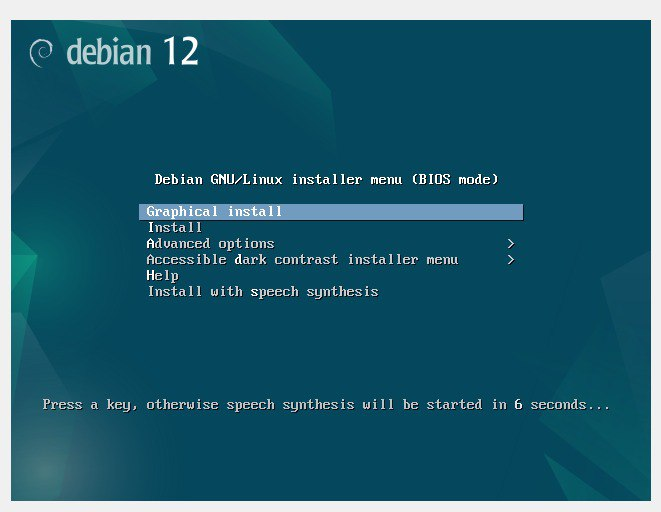 debian 12
Debian GNU/Linux installer menu (BIOS mode)
Graphical install
Install
Advanced options >
Accessible dark contrast installer menu >
Help
Install with speech synthesis
Press a key, otherwise speech synthesis will be started in 6 seconds...